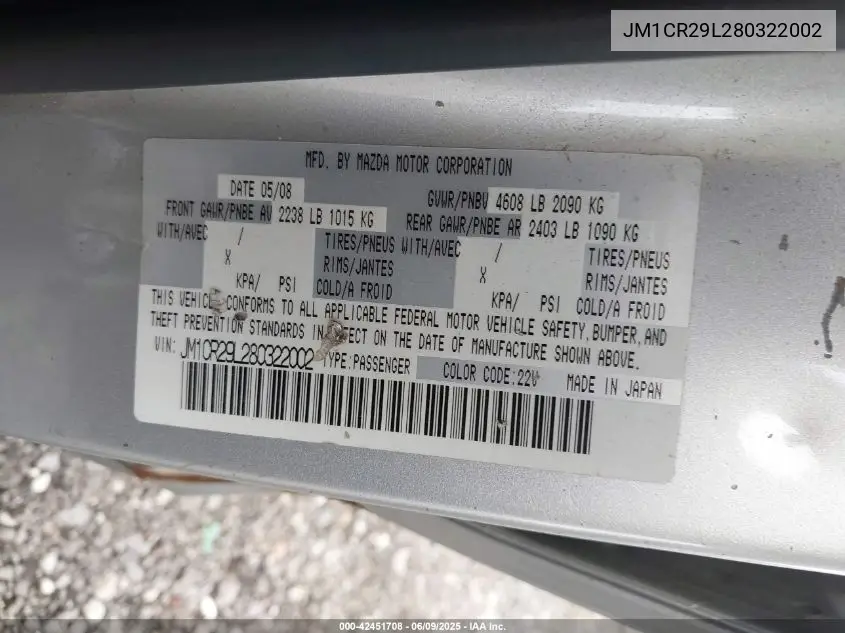 JM1CR29L280322002
MFD. BY MAZDA MOTOR CORPORATION
DATE 05/08
GVWR/PNBV 4608 LB 2090 KG
FRONT GAWR/PNBE AV 2238 LB 1015 KG
REAR GAWR/PNBE AR 2403 LB 1090 KG
WITH/AVEC / TIRES/PNEUS WITH/AVEC / TIRES/PNEUS
X RIMS/JANTES X RIMS/JANTES
KPA/ PSI COLD/A FROID KPA/ PSI COLD/A FROID
THIS VEHICLE CONFORMS TO ALL APPLICABLE FEDERAL MOTOR VEHICLE SAFETY, BUMPER, AND
THEFT PREVENTION STANDARDS IN EFFECT ON THE DATE OF MANUFACTURE SHOWN ABOVE.
VIN: JM1CR29L280322002 TYPE:PASSENGER COLOR CODE:22V MADE IN JAPAN
000-42451708 - 06/09/2025 - IAA Inc.